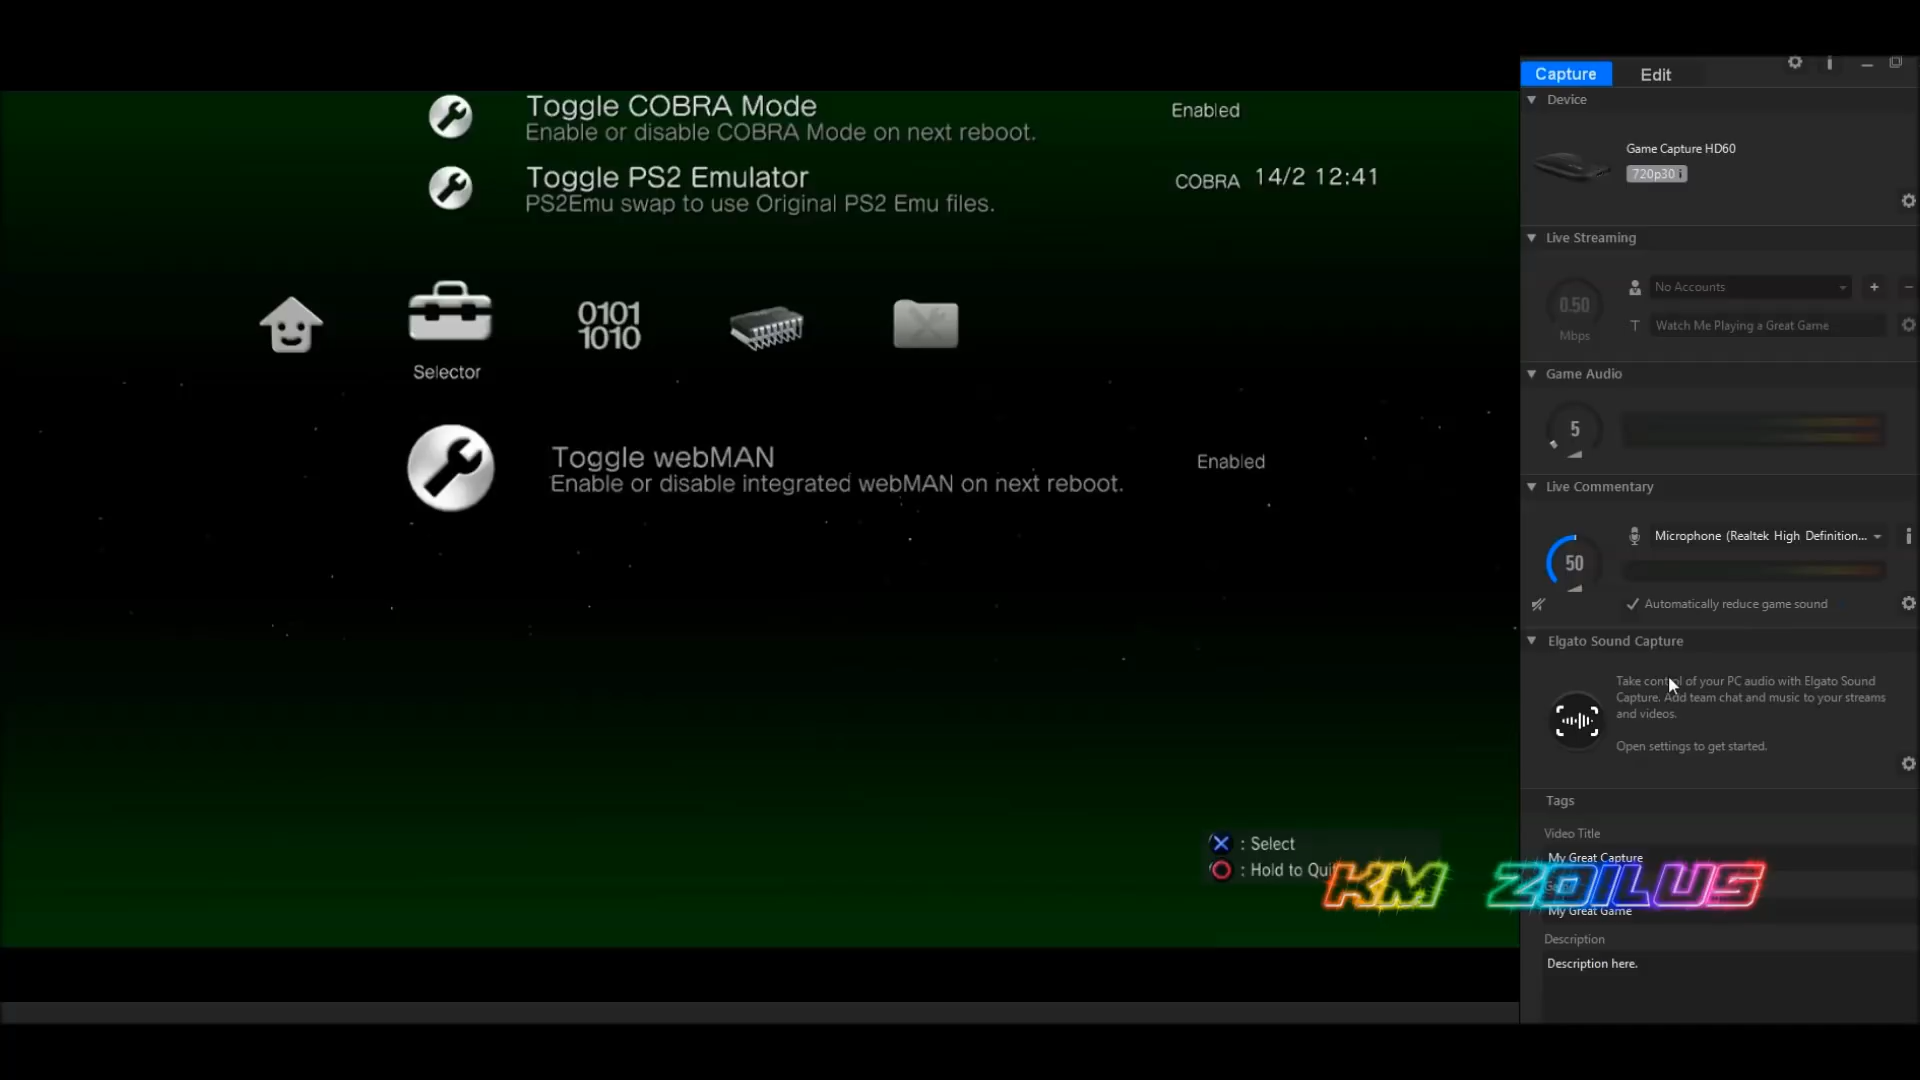 Toggle COBRA Mode
Enabled
Enable or disable COBRA Mode on next reboot.
Toggle PS2 Emulator
COBRA 14/2 12:41
PS2Emu swap to use Original PS2 Emu files.
0101
1010
Selector
Toggle webMAN
Enabled
Enable or disable integrated webMAN on next reboot.
: Select
: Hold to Qui
KM ZOILUS
Capture Edit
Device
Game Capture HD60
720p30
Live Streaming
0.50
Mbps
No Accounts
Watch Me Playing a Great Game
Game Audio
5
Live Commentary
Microphone (Realtek High Definition...
50
Automatically reduce game sound
Elgato Sound Capture
Take control of your PC audio with Elgato Sound
Capture. Add team chat and music to your streams
and videos.
Open settings to get started.
Tags
Video Title
My Great Capture
My Great Game
Description
Description here.